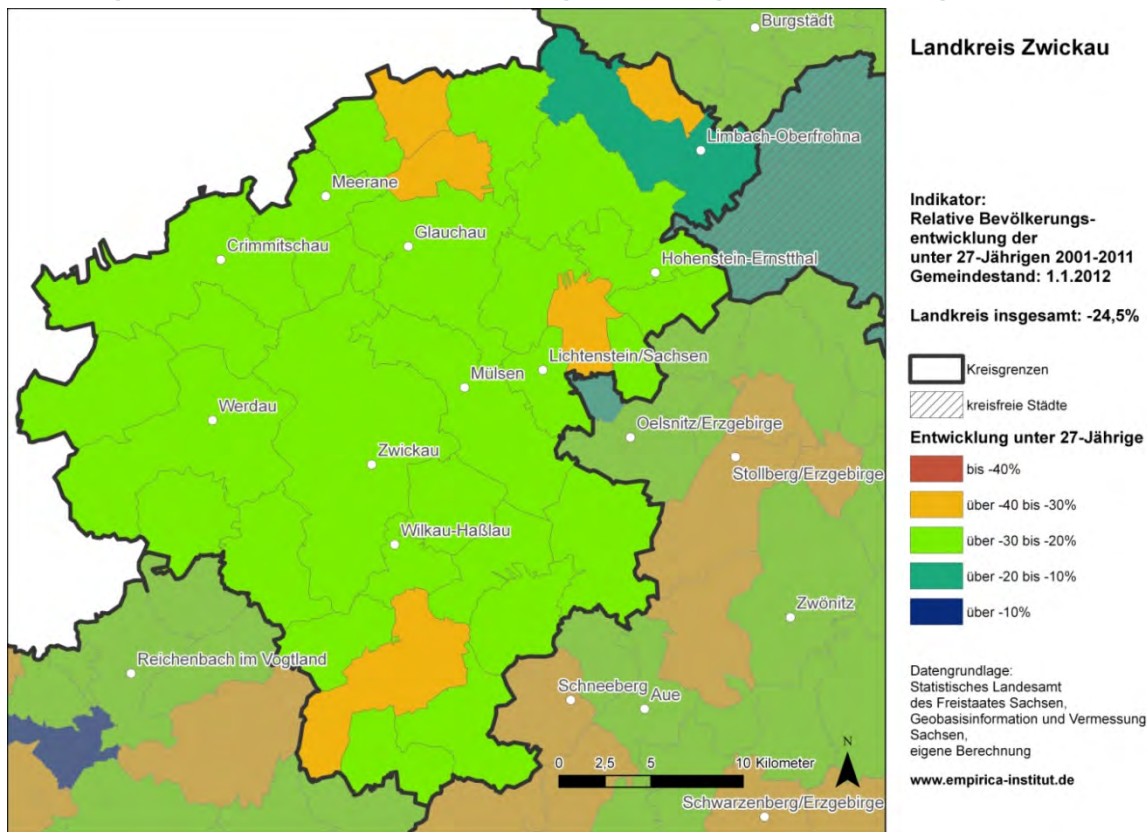 Burgstädt
Limbach-Oberfrohna
Meerane
Glauchau
Crimmitschau
Hohenstein-Ernstthal
Lichtenstein/Sachsen
Mülsen
Werdau
Oelsnitz/Erzgebirge
Zwickau
Stollberg/Erzgebirge
Wilkau-Haßlau
Zwönitz
Reichenbach im Vogtland
Schneeberg
Aue
0 2,5 5 10 Kilometer
N
Schwarzenberg/Erzgebirge
Landkreis Zwickau
Indikator:
Relative Bevölkerungs-
entwicklung der
unter 27-Jährigen 2001-2011
Gemeindestand: 1.1.2012
Landkreis insgesamt: -24,5%
Kreisgrenzen
kreisfreie Städte
Entwicklung unter 27-Jährige
bis -40%
über -40 bis -30%
über -30 bis -20%
über -20 bis -10%
über -10%
Datengrundlage:
Statistisches Landesamt
des Freistaates Sachsen,
Geobasisinformation und Vermessung
Sachsen,
eigene Berechnung
www.empirica-institut.de